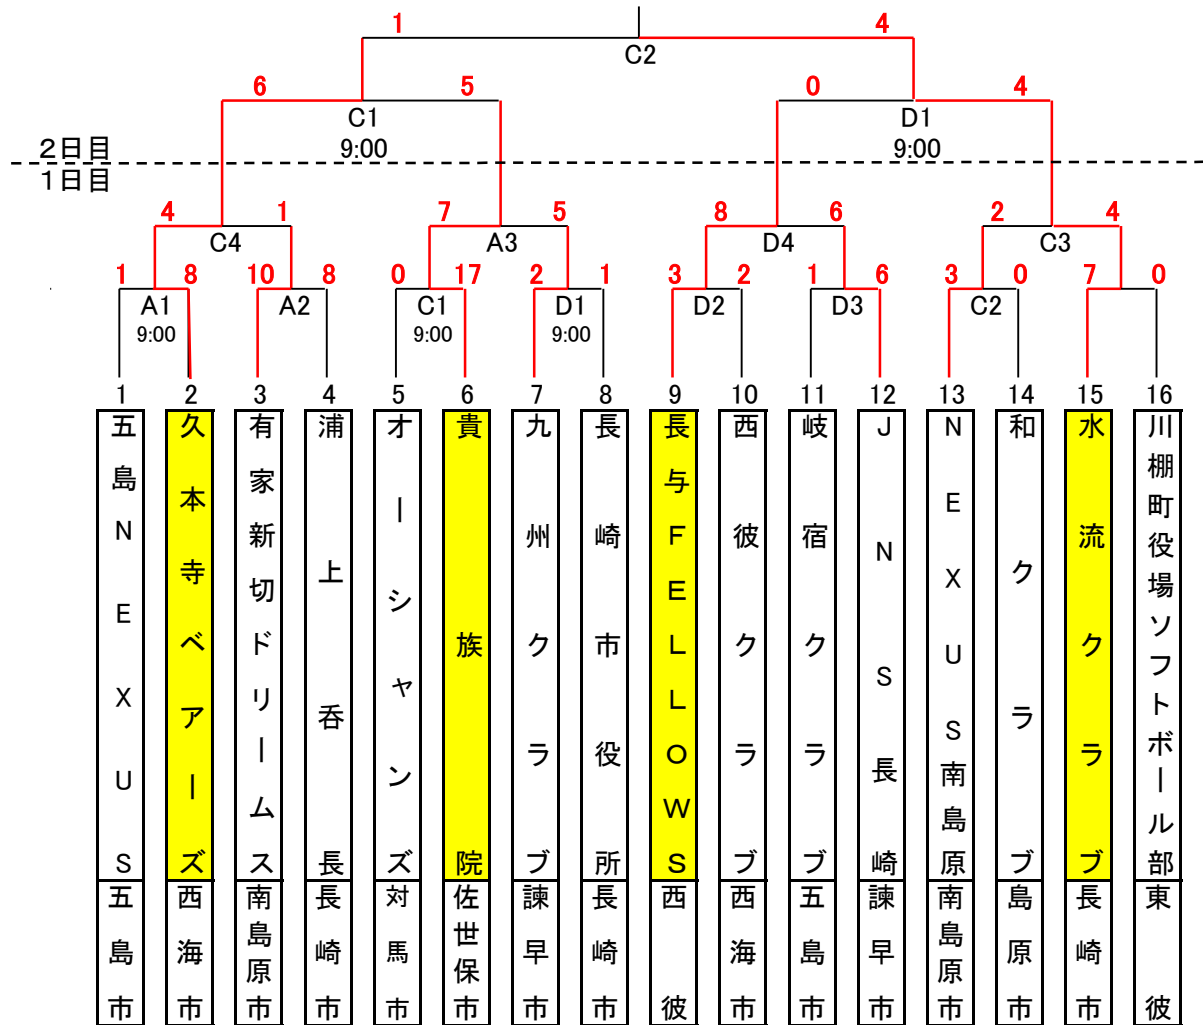 1 4
C2
6 5 0 4
C1 D1
9:00 9:00
2日目
1日目
4 1 7 5 8 6 2 4
C4 A3 D4 C3
1 8 10 8 0 17 2 1 3 2 1 6 3 0 7 0
A1 A2 C1 D1 D2 D3 C2
9:00 9:00 9:00
1 2 3 4 5 6 7 8 9 10 11 12 13 14 15 16
五島NEXUS
久本寺ベアーズ
有家新切ドリームス
浦上呑長
オーシャンズ
貴族院
九州クラブ
長崎市役所
長与FELLOWS
西彼クラブ
岐宿クラブ
JNS長崎
NEXUS南島原
和クラブ
水流クラブ
川棚町役場ソフトボール部
五島市
西海市
南島原市
長崎市
対馬市
佐世保市
諫早市
長崎市
西彼
西海市
五島市
諫早市
南島原市
島原市
長崎市
東彼